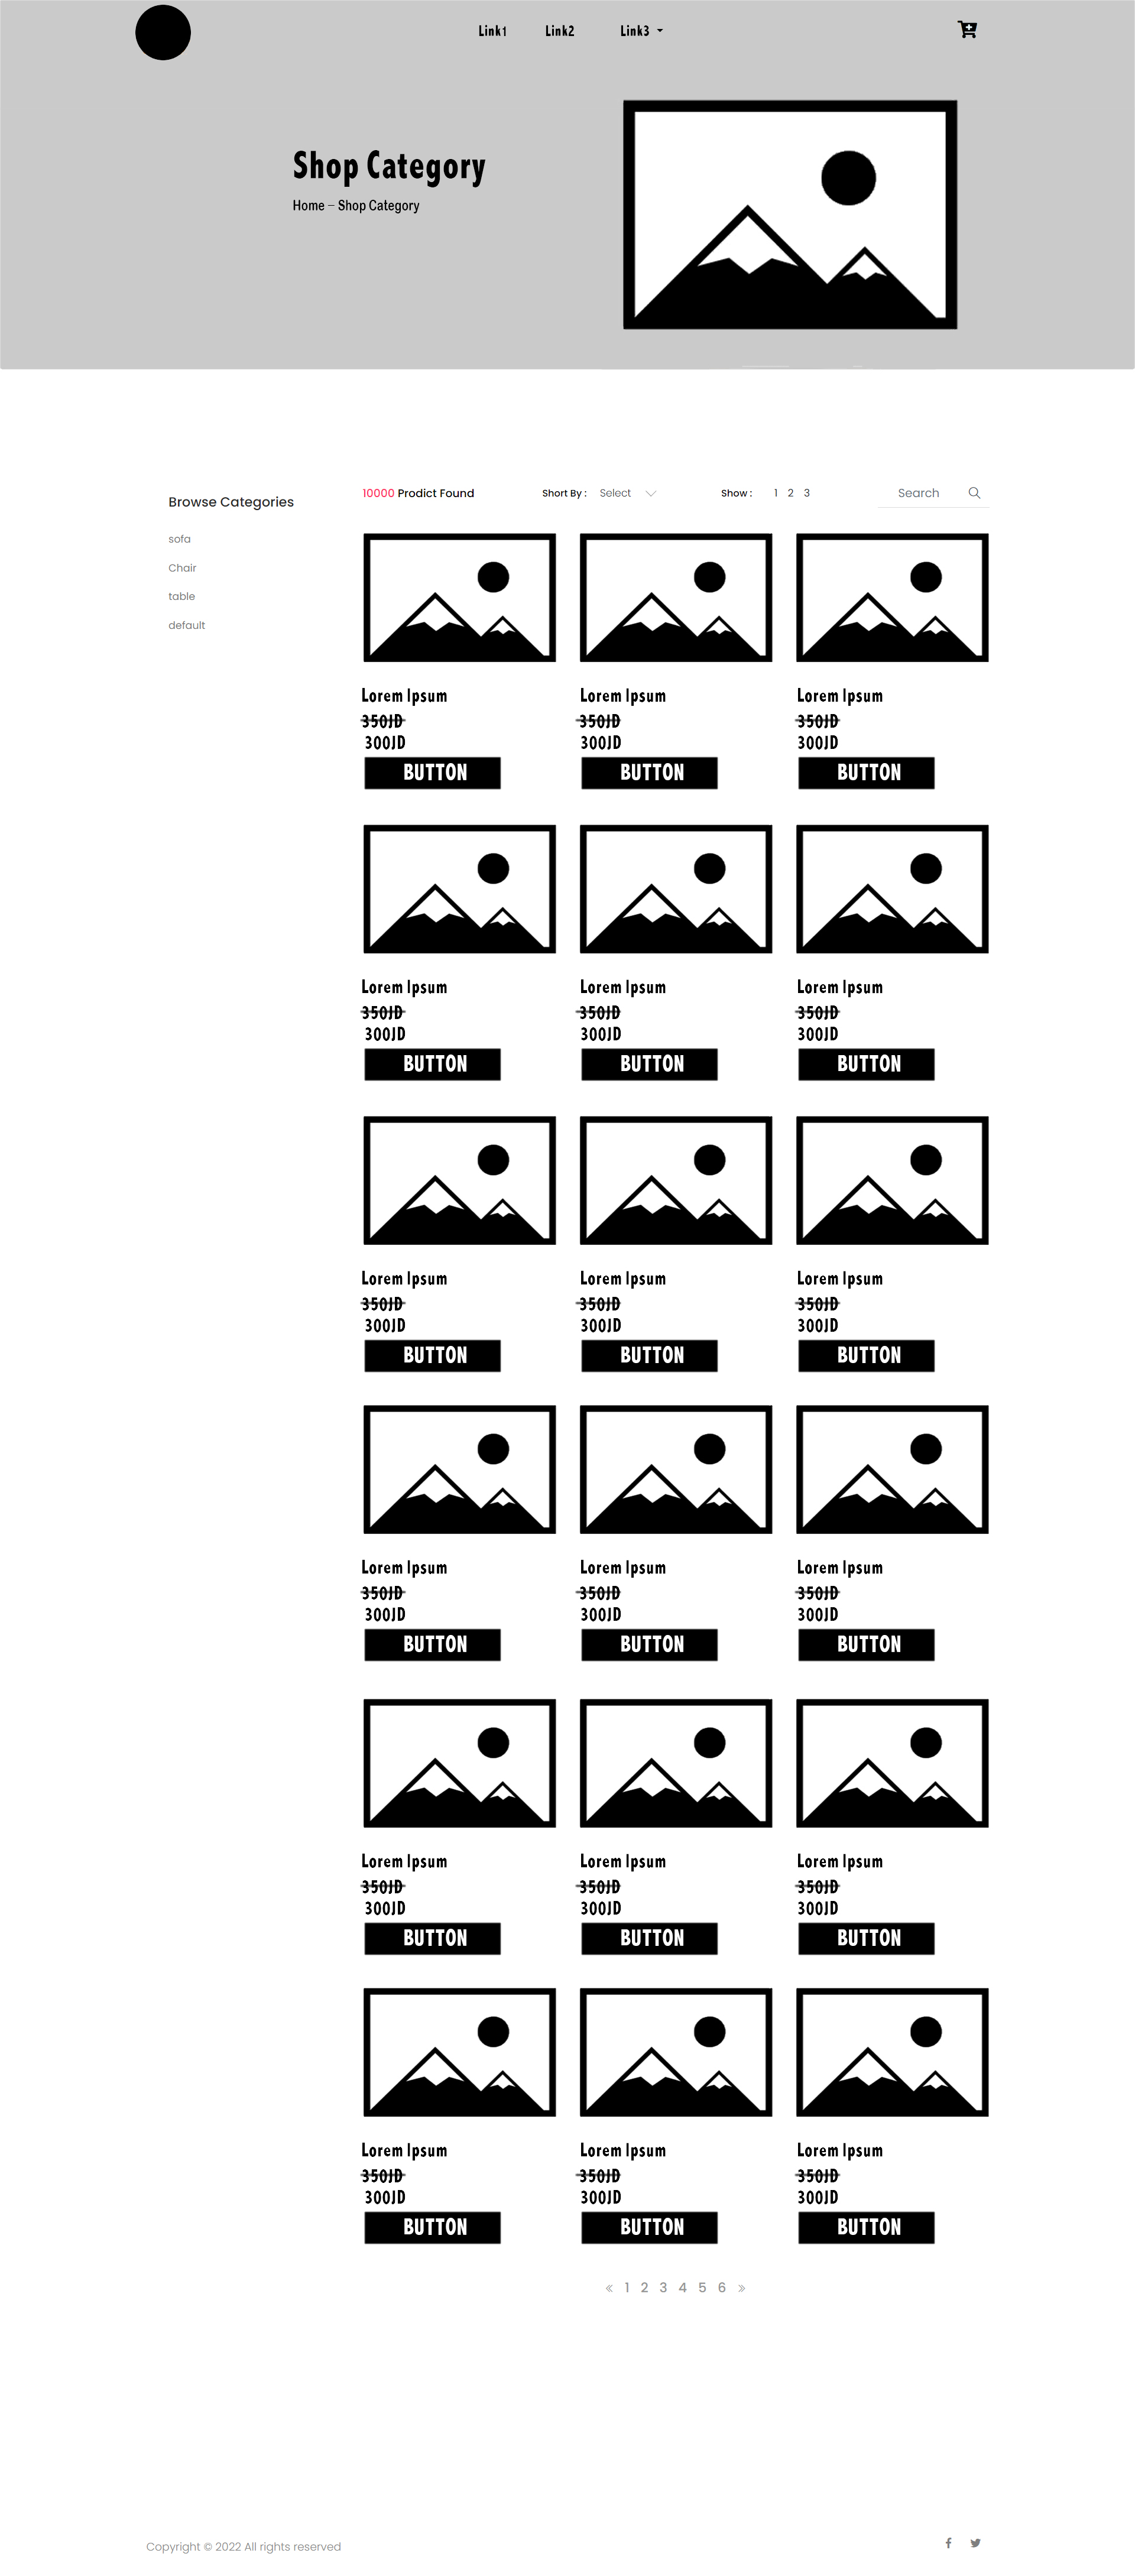 Link1 Link2 Link3
Shop Category
Home - Shop Category
Browse Categories
sofa
Chair
table
default
10000 Prodict Found Short By : Select Show : 1 2 3 Search
Lorem Ipsum Lorem Ipsum Lorem Ipsum
350JD 350JD 350JD
300JD 300JD 300JD
BUTTON BUTTON BUTTON
Lorem Ipsum Lorem Ipsum Lorem Ipsum
350JD 350JD 350JD
300JD 300JD 300JD
BUTTON BUTTON BUTTON
Lorem Ipsum Lorem Ipsum Lorem Ipsum
350JD 350JD 350JD
300JD 300JD 300JD
BUTTON BUTTON BUTTON
Lorem Ipsum Lorem Ipsum Lorem Ipsum
350JD 350JD 350JD
300JD 300JD 300JD
BUTTON BUTTON BUTTON
Lorem Ipsum Lorem Ipsum Lorem Ipsum
350JD 350JD 350JD
300JD 300JD 300JD
BUTTON BUTTON BUTTON
Lorem Ipsum Lorem Ipsum Lorem Ipsum
350JD 350JD 350JD
300JD 300JD 300JD
BUTTON BUTTON BUTTON
« 1 2 3 4 5 6 »
Copyright © 2022 All rights reserved